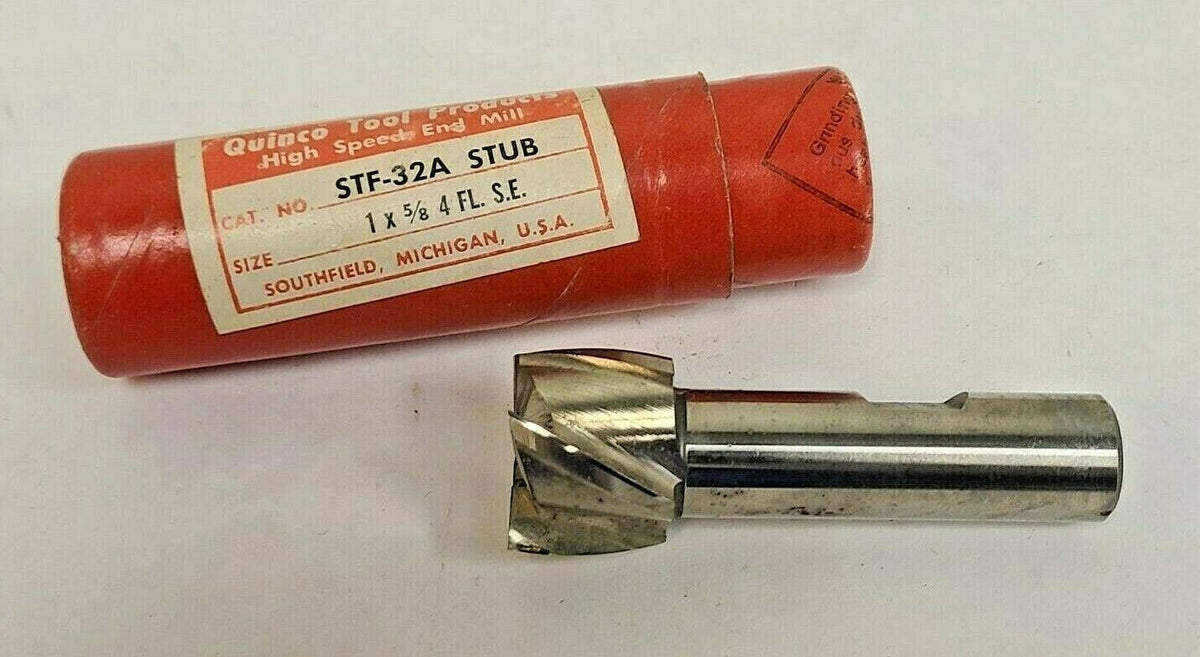 Quinco Tool Products
High Speed End Mill
CAT. NO. STF-32A STUB
SIZE 1 x 5/8 4 FL. S.E.
SOUTHFIELD, MICHIGAN, U.S.A.
Grinding